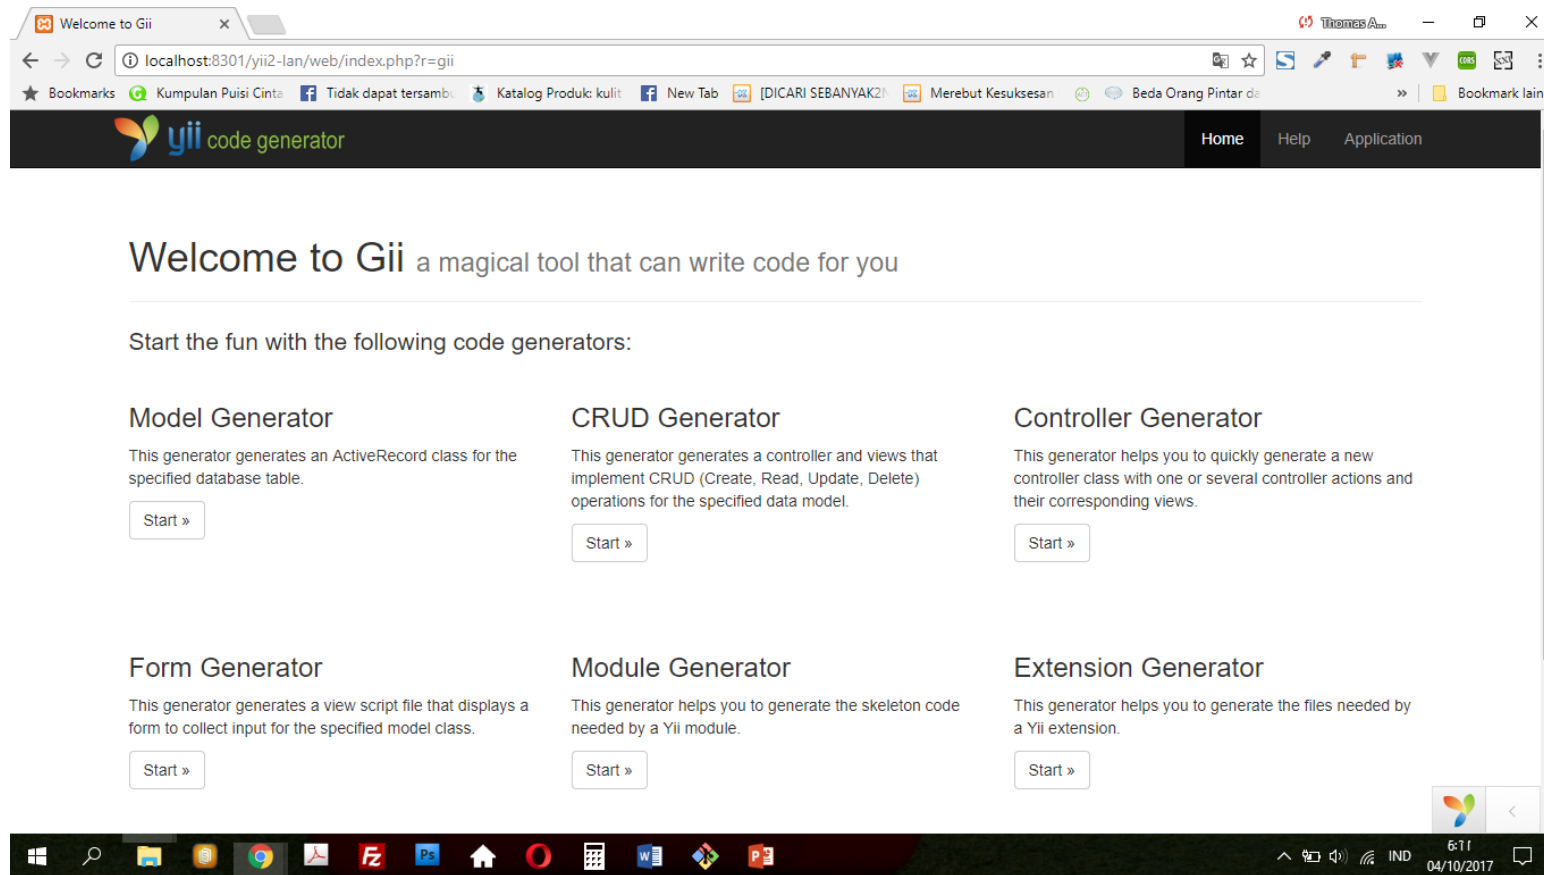 Welcome to Gii
Thomas A...
localhost:8301/yii2-lan/web/index.php?r=gii
Bookmarks Kumpulan Puisi Cinta Tidak dapat tersambu Katalog Produk: kulit New Tab [DICARI SEBANYAK2N Merebut Kesuksesan Beda Orang Pintar da » Bookmark lain
yii code generator
Home Help Application
Welcome to Gii a magical tool that can write code for you
Start the fun with the following code generators:
Model Generator
This generator generates an ActiveRecord class for the
specified database table.
Start »
CRUD Generator
This generator generates a controller and views that
implement CRUD (Create, Read, Update, Delete)
operations for the specified data model.
Start »
Controller Generator
This generator helps you to quickly generate a new
controller class with one or several controller actions and
their corresponding views.
Start »
Form Generator
This generator generates a view script file that displays a
form to collect input for the specified model class.
Start »
Module Generator
This generator helps you to generate the skeleton code
needed by a Yii module.
Start »
Extension Generator
This generator helps you to generate the files needed by
a Yii extension.
Start »
IND
6:11
04/10/2017